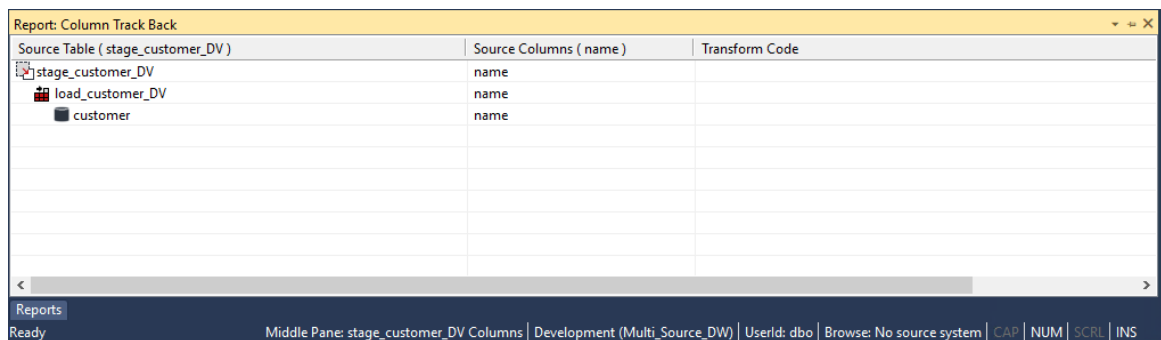 Report: Column Track Back
Source Table ( stage_customer_DV ) Source Columns ( name ) Transform Code
stage_customer_DV name
load_customer_DV name
customer name
Reports
Ready Middle Pane: stage_customer_DV Columns Development (Multi_Source_DW) UserId: dbo Browse: No source system CAP NUM SCRL INS